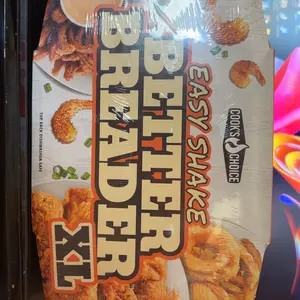 COOK'S CHOICE
EASY SHAKE
BETTER
BREADER
XL